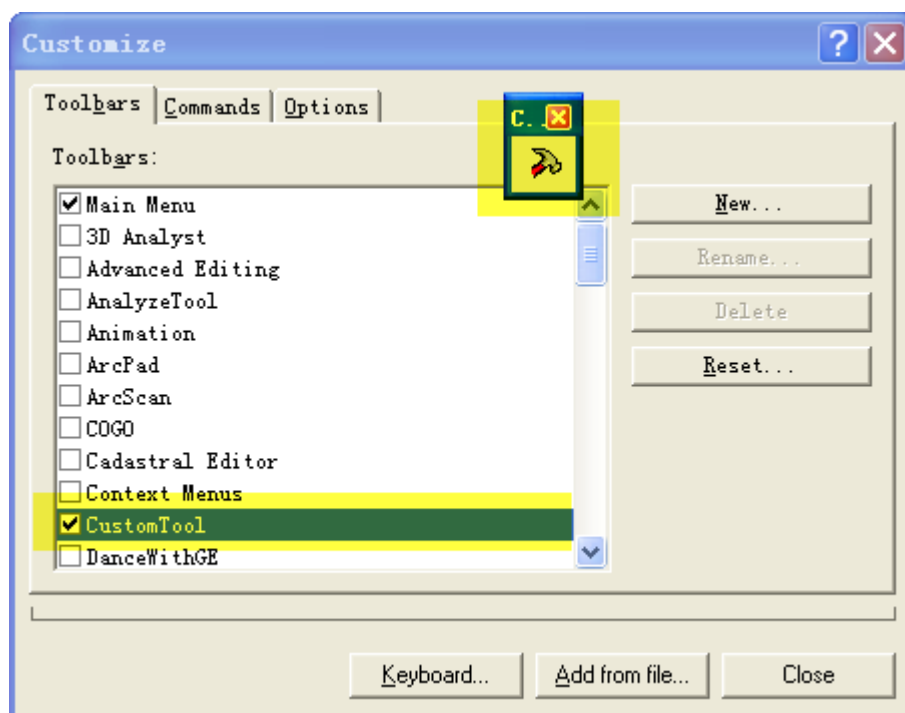 Customize
Toolbars Commands Options
C...
Toolbars:
Main Menu
3D Analyst
Advanced Editing
AnalyzeTool
Animation
ArcPad
ArcScan
COGO
Cadastral Editor
Context Menus
CustomTool
DanceWithGE
New...
Rename...
Delete
Reset...
Keyboard... Add from file... Close